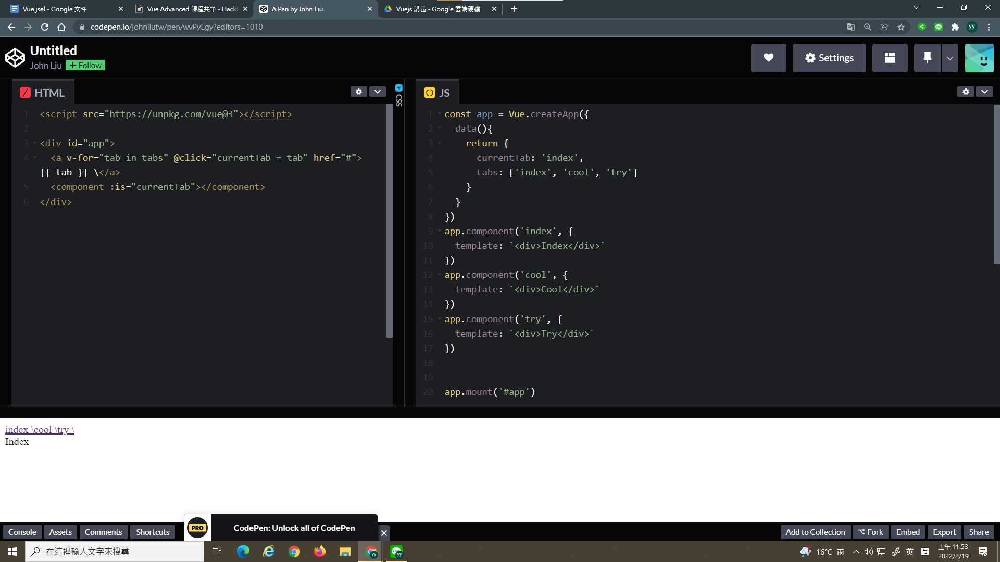 Vue.jsel - Google 文件
Vue Advanced 課程共筆 - Hack
A Pen by John Liu
Vuejs 講義 - Google 雲端硬碟
codepen.io/johnliutw/pen/wvPyEgy?editors=1010
yy
Untitled
John Liu
+ Follow
Settings
HTML
1 <script src="https://unpkg.com/vue@3"></script>
2
3 <div id="app">
4 <a v-for="tab in tabs" @click="currentTab = tab" href="#">
{{ tab }} \</a>
5 <component :is="currentTab"></component>
6 </div>
CSS
JS
1 const app = Vue.createApp({
2 data(){
3 return {
4 currentTab: 'index',
5 tabs: ['index', 'cool', 'try']
6 }
7 }
8 })
9 app.component('index', {
10 template: `<div>Index</div>`
11 })
12 app.component('cool', {
13 template: `<div>Cool</div>`
14 })
15 app.component('try', {
16 template: `<div>Try</div>`
17 })
18
19
20 app.mount('#app')
index \cool \try \
Index
Console
Assets
Comments
Shortcuts
PRO
CodePen: Unlock all of CodePen
Add to Collection
Fork
Embed
Export
Share
在這裡輸入文字來搜尋
yy
yy
16°C 雨
英
上午 11:53
2022/2/19